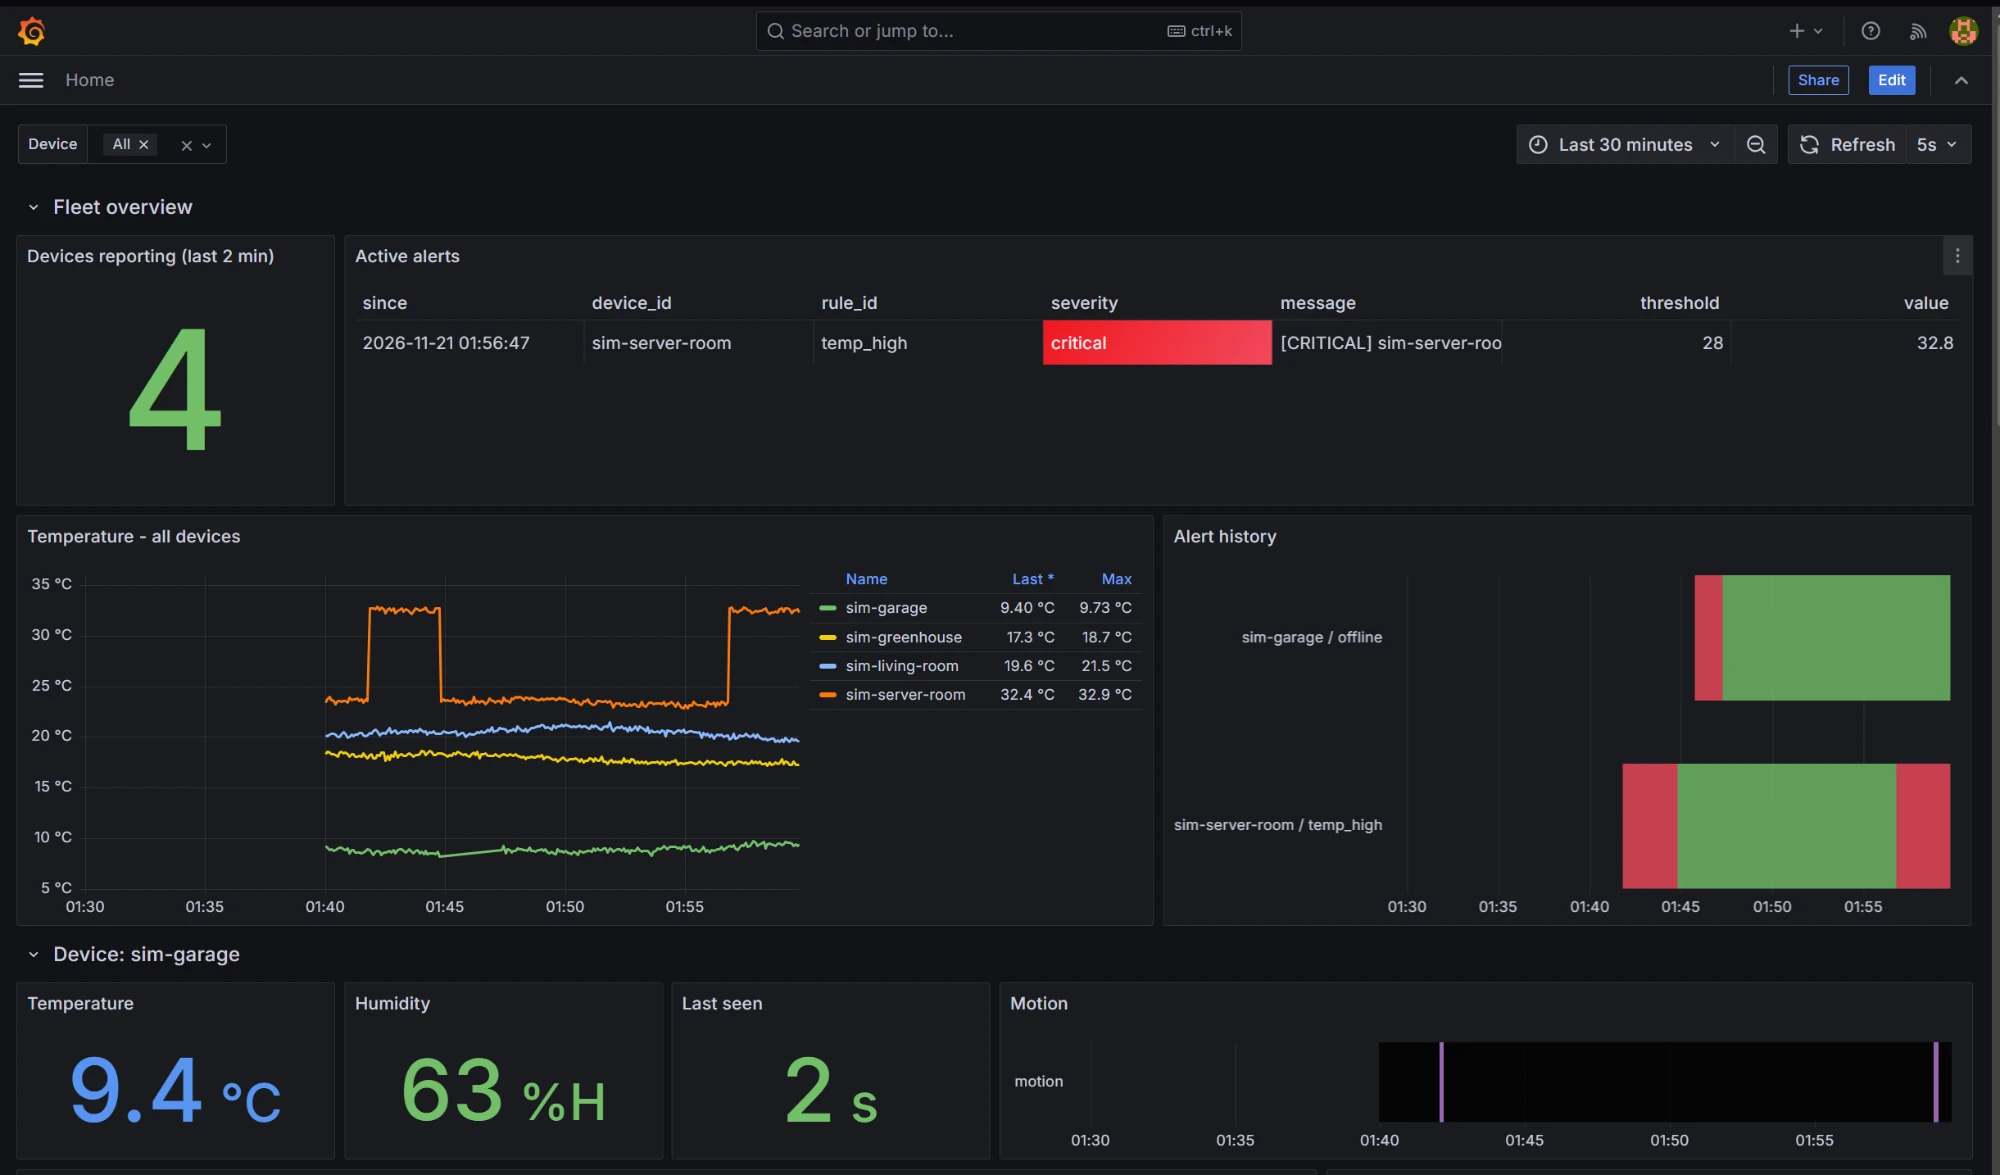 Search or jump to... ctrl+k
Home Share Edit
Device All Last 30 minutes Refresh 5s
Fleet overview
Devices reporting (last 2 min)
4
Active alerts
since device_id rule_id severity message threshold value
2026-11-21 01:56:47 sim-server-room temp_high critical [CRITICAL] sim-server-roo 28 32.8
Temperature - all devices
35 °C
30 °C
25 °C
20 °C
15 °C
10 °C
5 °C
01:30 01:35 01:40 01:45 01:50 01:55
Name Last * Max
sim-garage 9.40 °C 9.73 °C
sim-greenhouse 17.3 °C 18.7 °C
sim-living-room 19.6 °C 21.5 °C
sim-server-room 32.4 °C 32.9 °C
Alert history
sim-garage / offline
sim-server-room / temp_high
01:30 01:35 01:40 01:45 01:50 01:55
Device: sim-garage
Temperature
9.4 °C
Humidity
63 %H
Last seen
2 s
Motion
motion
01:30 01:35 01:40 01:45 01:50 01:55